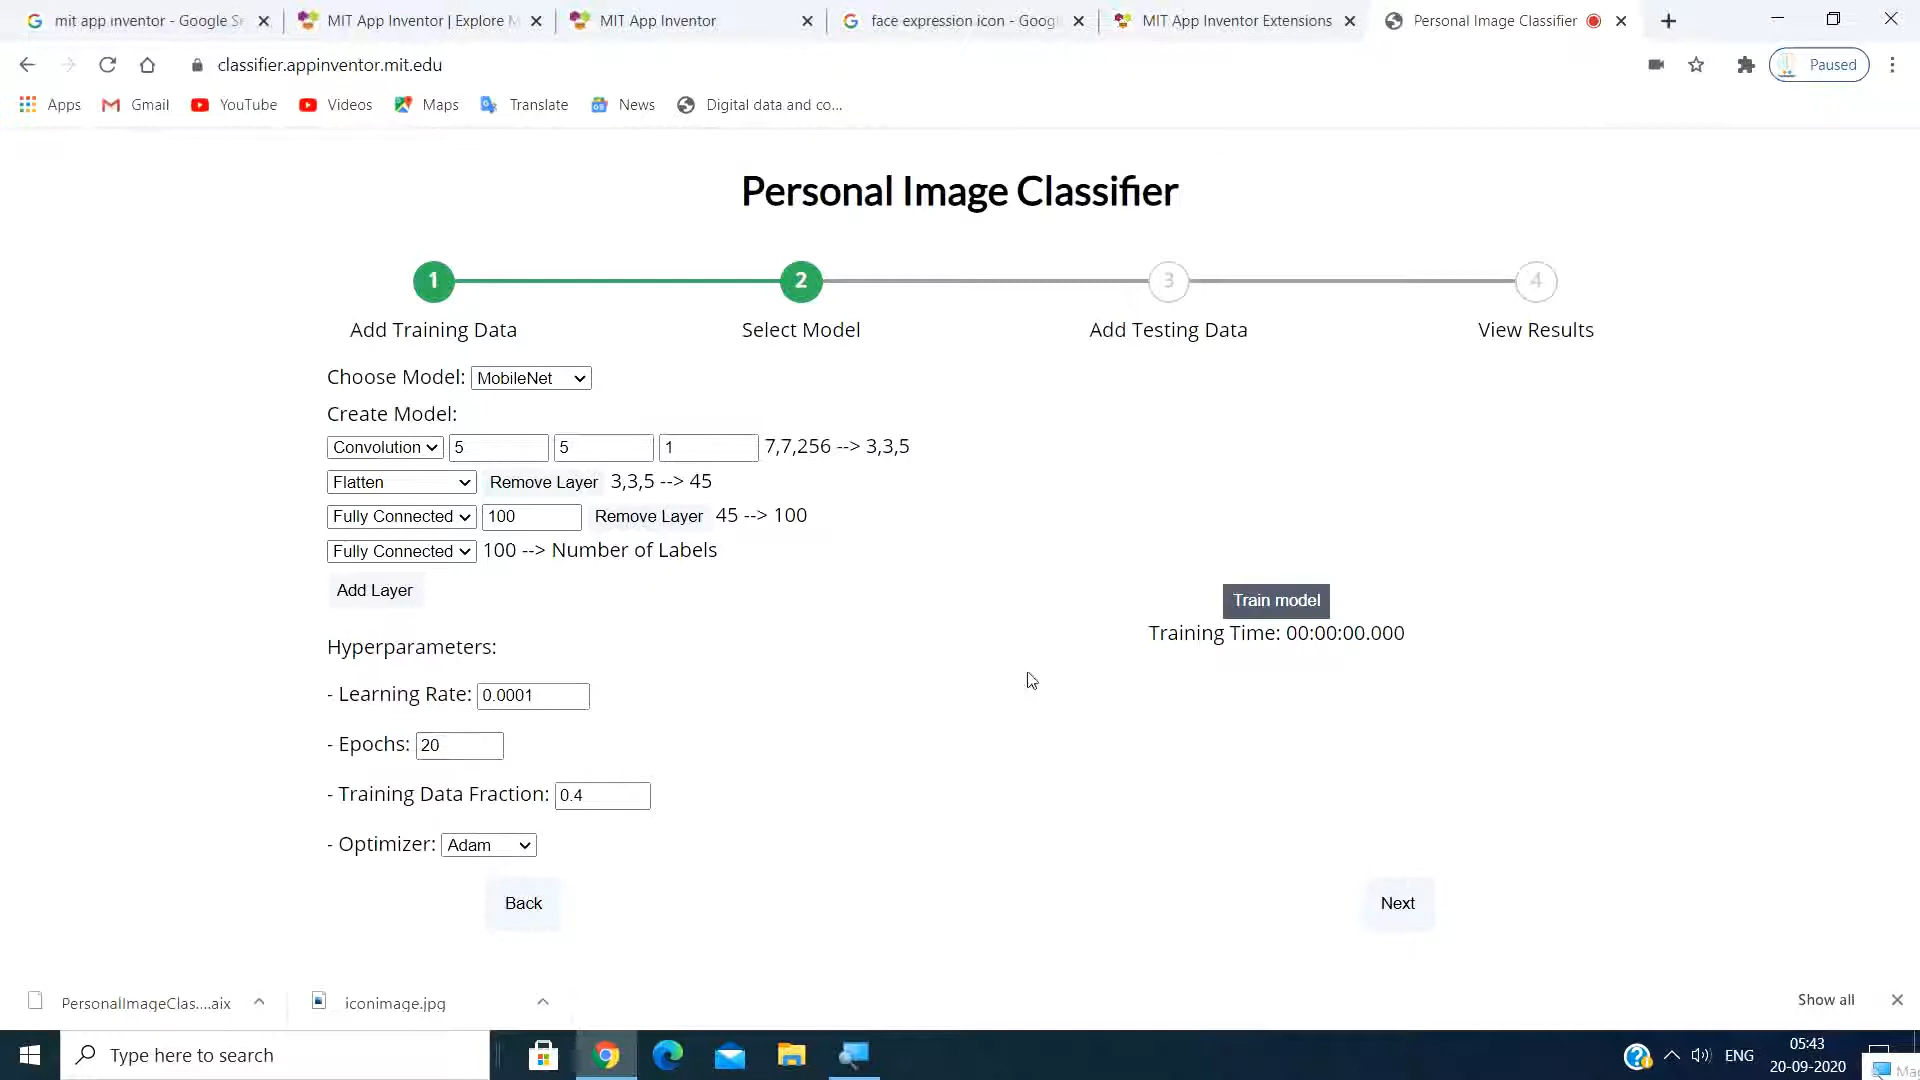 mit app inventor - Google Se
MIT App Inventor | Explore M
MIT App Inventor
face expression icon - Googl
MIT App Inventor Extensions
Personal Image Classifier
classifier.appinventor.mit.edu
Paused
Apps
Gmail
YouTube
Videos
Maps
Translate
News
Digital data and co...
Personal Image Classifier
1
2
3
4
Add Training Data
Select Model
Add Testing Data
View Results
Choose Model: MobileNet
Create Model:
Convolution 5 5 1 7,7,256 --> 3,3,5
Flatten Remove Layer 3,3,5 --> 45
Fully Connected 100 Remove Layer 45 --> 100
Fully Connected 100 --> Number of Labels
Add Layer
Train model
Training Time: 00:00:00.000
Hyperparameters:
- Learning Rate: 0.0001
- Epochs: 20
- Training Data Fraction: 0.4
- Optimizer: Adam
Back
Next
PersonalImageClas....aix
iconimage.jpg
Show all
Type here to search
ENG
05:43
20-09-2020